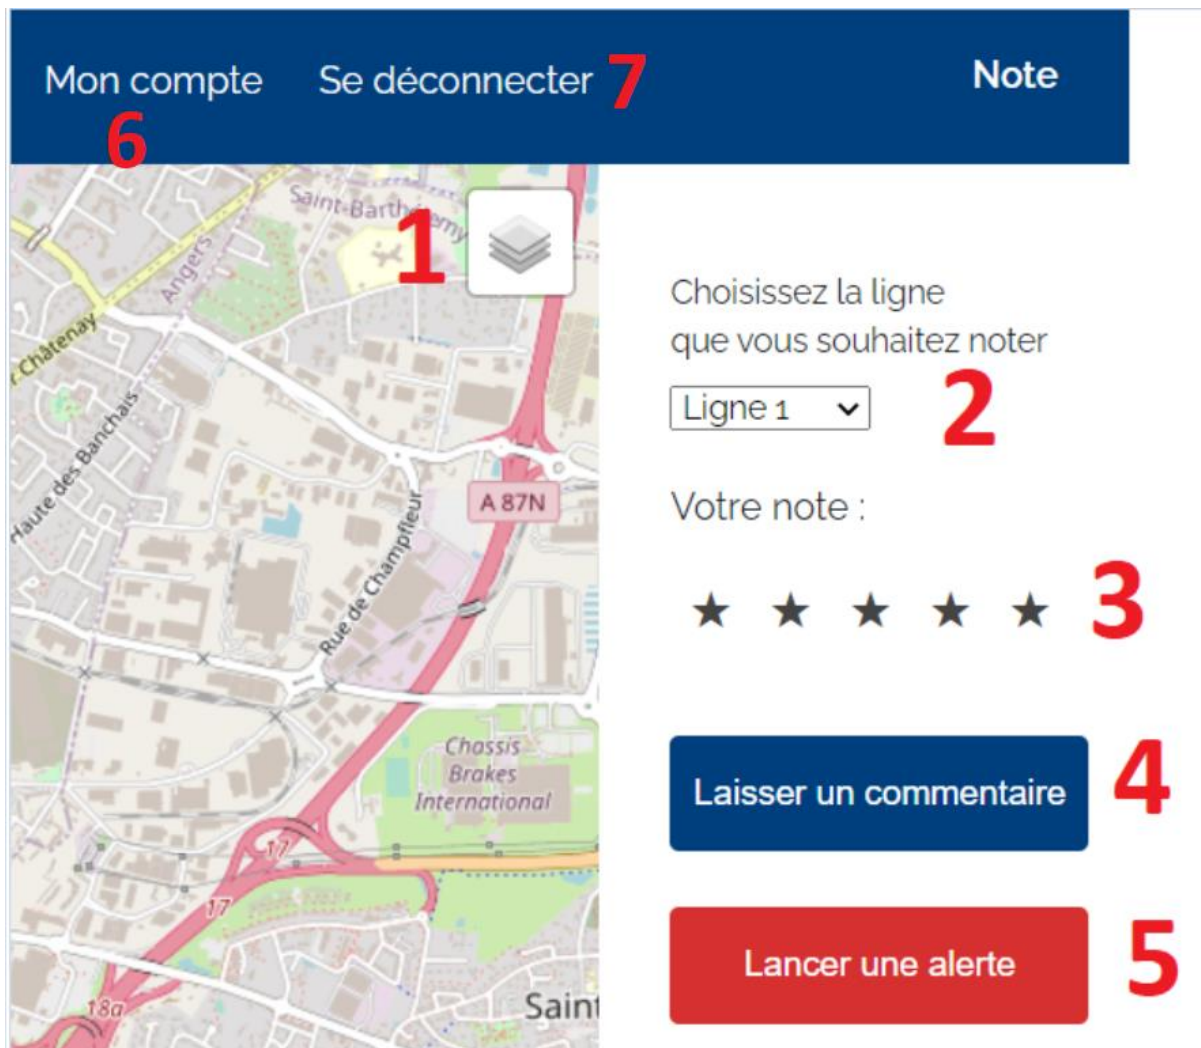 Mon compte
Se déconnecter
7
Note
6
Saint-Barthélemy
1
Angers
Châtenay
Haute des Banchais
Choisissez la ligne
que vous souhaitez noter
Ligne 1
2
A 87N
Rue de Champfleur
Votre note :
★ ★ ★ ★ ★
3
Chassis
Brakes
International
4
Laisser un commentaire
17
17
Lancer une alerte
5
18a
Saint